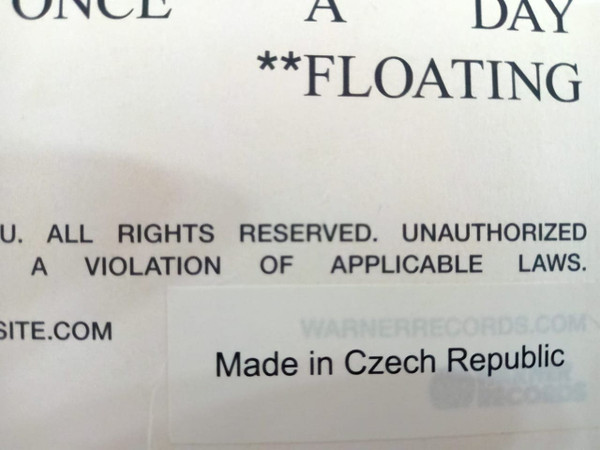 ONCE A DAY
**FLOATING
U. ALL RIGHTS RESERVED. UNAUTHORIZED
A VIOLATION OF APPLICABLE LAWS.
SITE.COM
WARNERRECORDS.COM
Made in Czech Republic
RECORDS